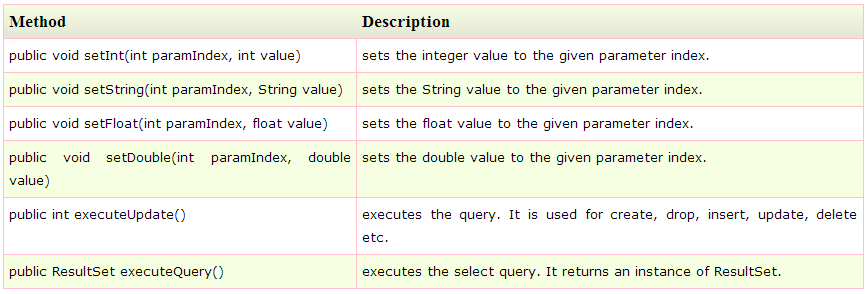 Method Description
public void setInt(int paramIndex, int value) sets the integer value to the given parameter index.
public void setString(int paramIndex, String value) sets the String value to the given parameter index.
public void setFloat(int paramIndex, float value) sets the float value to the given parameter index.
public void setDouble(int paramIndex, double sets the double value to the given parameter index.
value)
public int executeUpdate() executes the query. It is used for create, drop, insert, update, delete
etc.
public ResultSet executeQuery() executes the select query. It returns an instance of ResultSet.